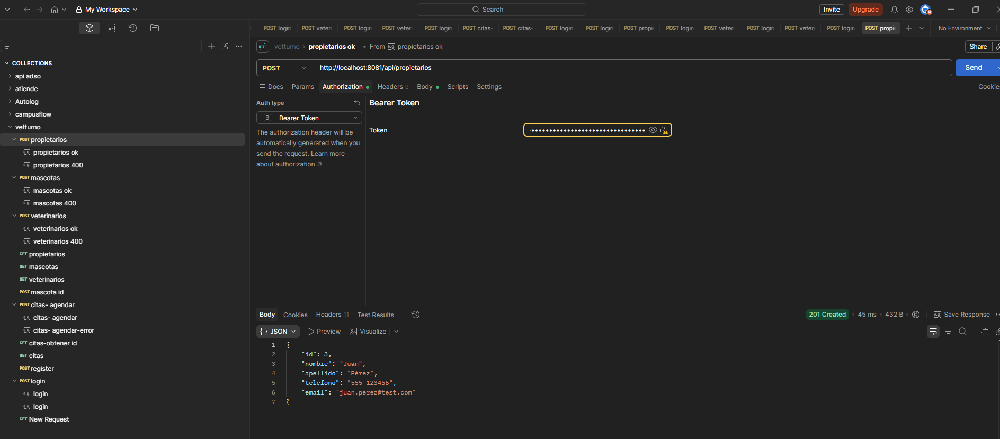 My Workspace
Search
Invite
Upgrade
POST login
POST veteri
POST login
POST veteri
POST login
POST citas-
POST citas-
POST login
POST login
POST propie
POST login
POST veteri
POST login
POST veteri
POST login
POST propi
No Environment
HTTP
vetturno > propietarios ok
From e.g. propietarios ok
Share
COLLECTIONS
api adso
atiende
Autolog
campusflow
vetturno
POST propietarios
e.g. propietarios ok
e.g. propietarios 400
POST mascotas
e.g. mascotas ok
e.g. mascotas 400
POST veterinarios
e.g. veterinarios ok
e.g. veterinarios 400
GET propietarios
GET mascotas
GET veterinarios
POST mascota id
POST citas- agendar
e.g. citas- agendar
e.g. citas- agendar-error
GET citas-obtener id
GET citas
POST register
POST login
e.g. login
e.g. login
GET New Request
POST
http://localhost:8081/api/propietarios
Send
Docs
Params
Authorization
Headers 9
Body
Scripts
Settings
Cookie
Auth type
B Bearer Token
The authorization header will be
automatically generated when you
send the request. Learn more
about authorization ↗
Bearer Token
Token
Body
Cookies
Headers 11
Test Results
201 Created
45 ms
432 B
e.g. Save Response
{} JSON
Preview
Visualize
1 {
2 "id": 3,
3 "nombre": "Juan",
4 "apellido": "Pérez",
5 "telefono": "555-123456",
6 "email": "juan.perez@test.com"
7 }